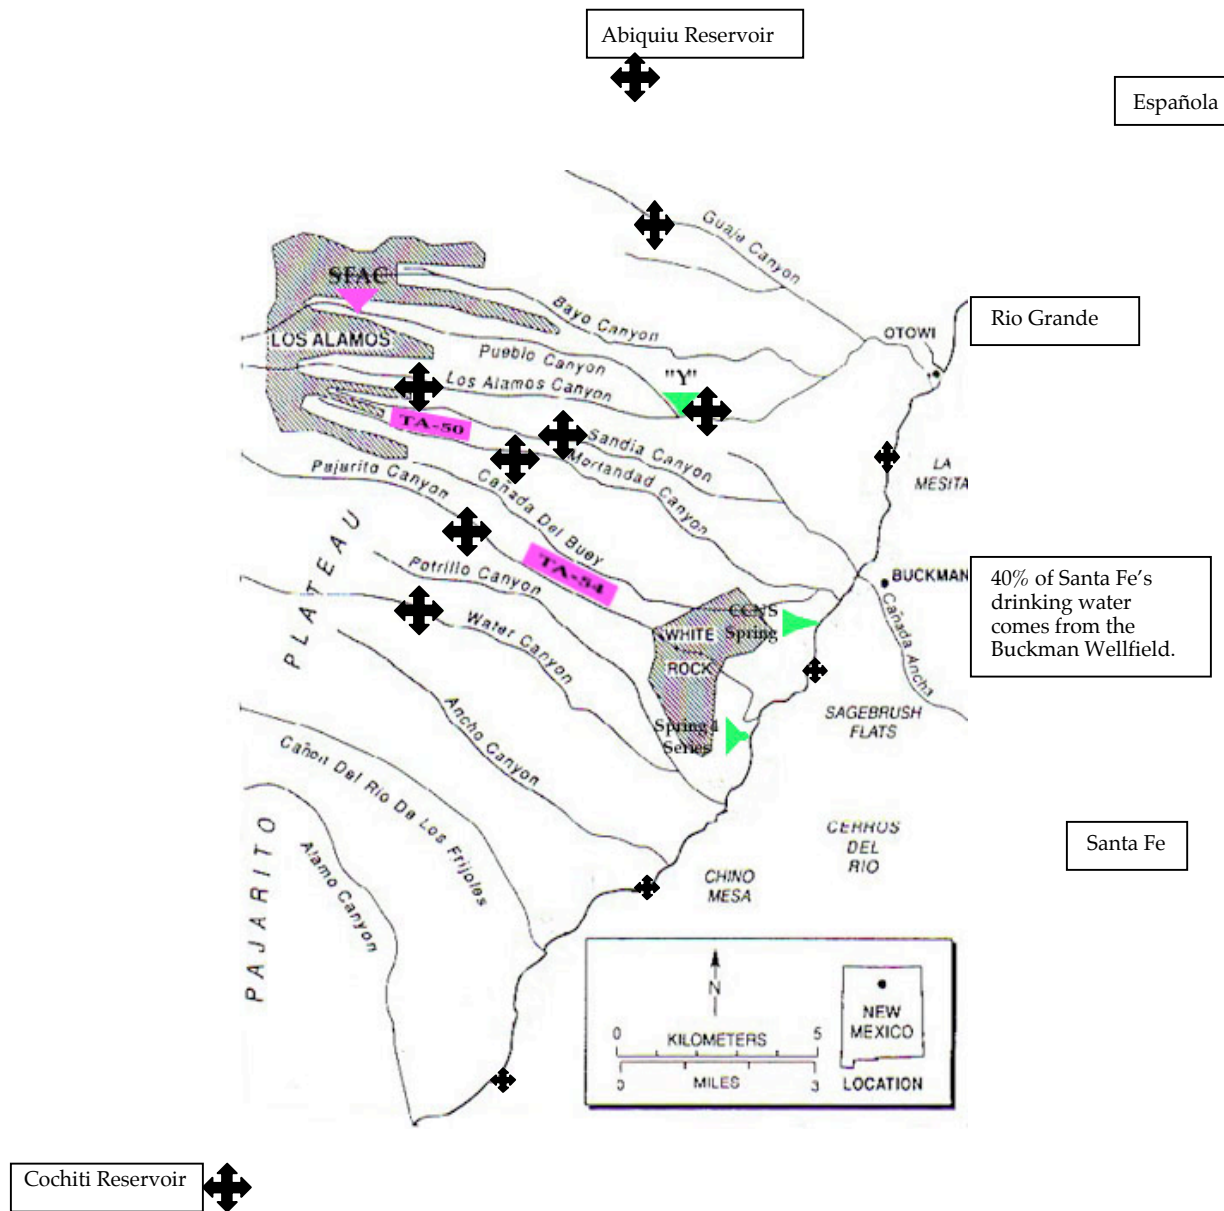 Abiquiu Reservoir
Española
Guaje Canyon
SFAC
Bayo Canyon
Rio Grande
OTOWI
LOS ALAMOS
Pueblo Canyon
"Y"
Los Alamos Canyon
TA-50
Sandia Canyon
Mortandad Canyon
LA
MESITA
Pajarito Canyon
Cañada Del Buey
TA-54
BUCKMAN
40% of Santa Fe's
drinking water
comes from the
Buckman Wellfield.
Potrillo Canyon
Water Canyon
CCNS
Spring
WHITE
ROCK
Cañada Ancha
PLATEAU
Ancho Canyon
Spring 4
Series
SAGEBRUSH
FLATS
Cañon Del Rio De Los Frijoles
CERROS
DEL
RIO
Santa Fe
Alamo Canyon
PAJARITO
CHINO
MESA
N
0 5
KILOMETERS
0 3
MILES
NEW
MEXICO
LOCATION
Cochiti Reservoir